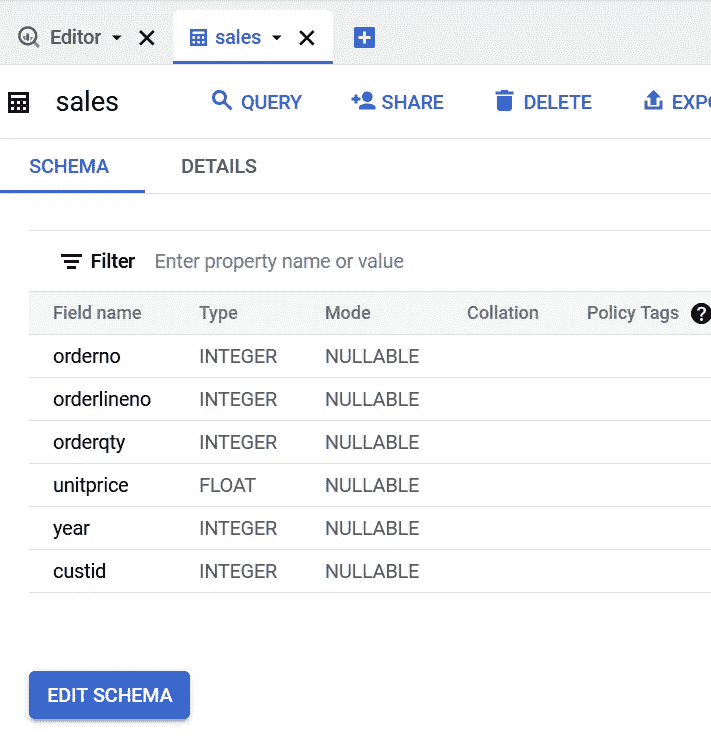 Editor sales
sales QUERY SHARE DELETE EXPO
SCHEMA DETAILS
Filter Enter property name or value
Field name Type Mode Collation Policy Tags ?
orderno INTEGER NULLABLE
orderlineno INTEGER NULLABLE
orderqty INTEGER NULLABLE
unitprice FLOAT NULLABLE
year INTEGER NULLABLE
custid INTEGER NULLABLE
EDIT SCHEMA